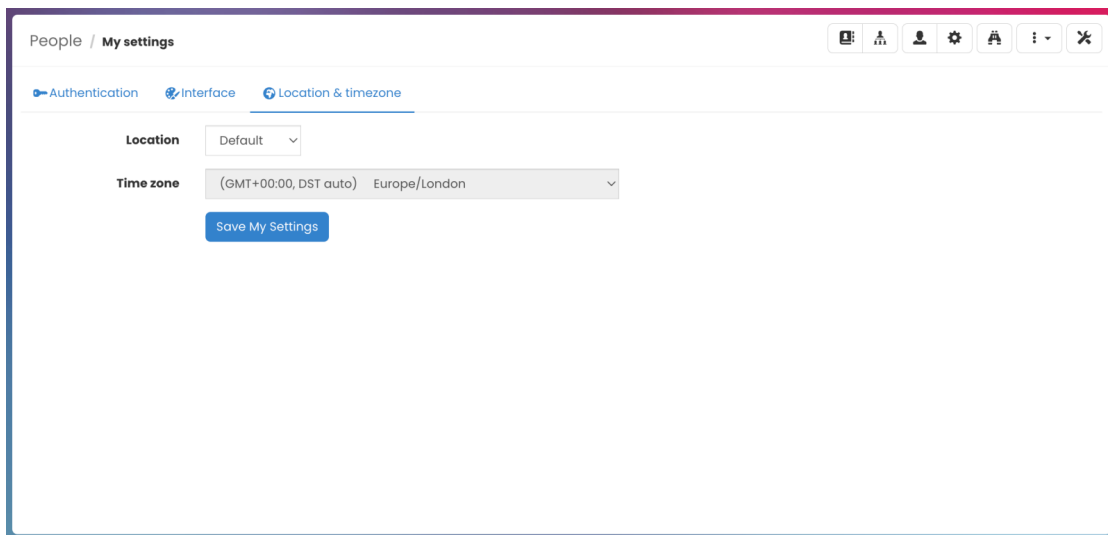 People / My settings
Authentication Interface Location & timezone
Location Default
Time zone (GMT+00:00, DST auto) Europe/London
Save My Settings